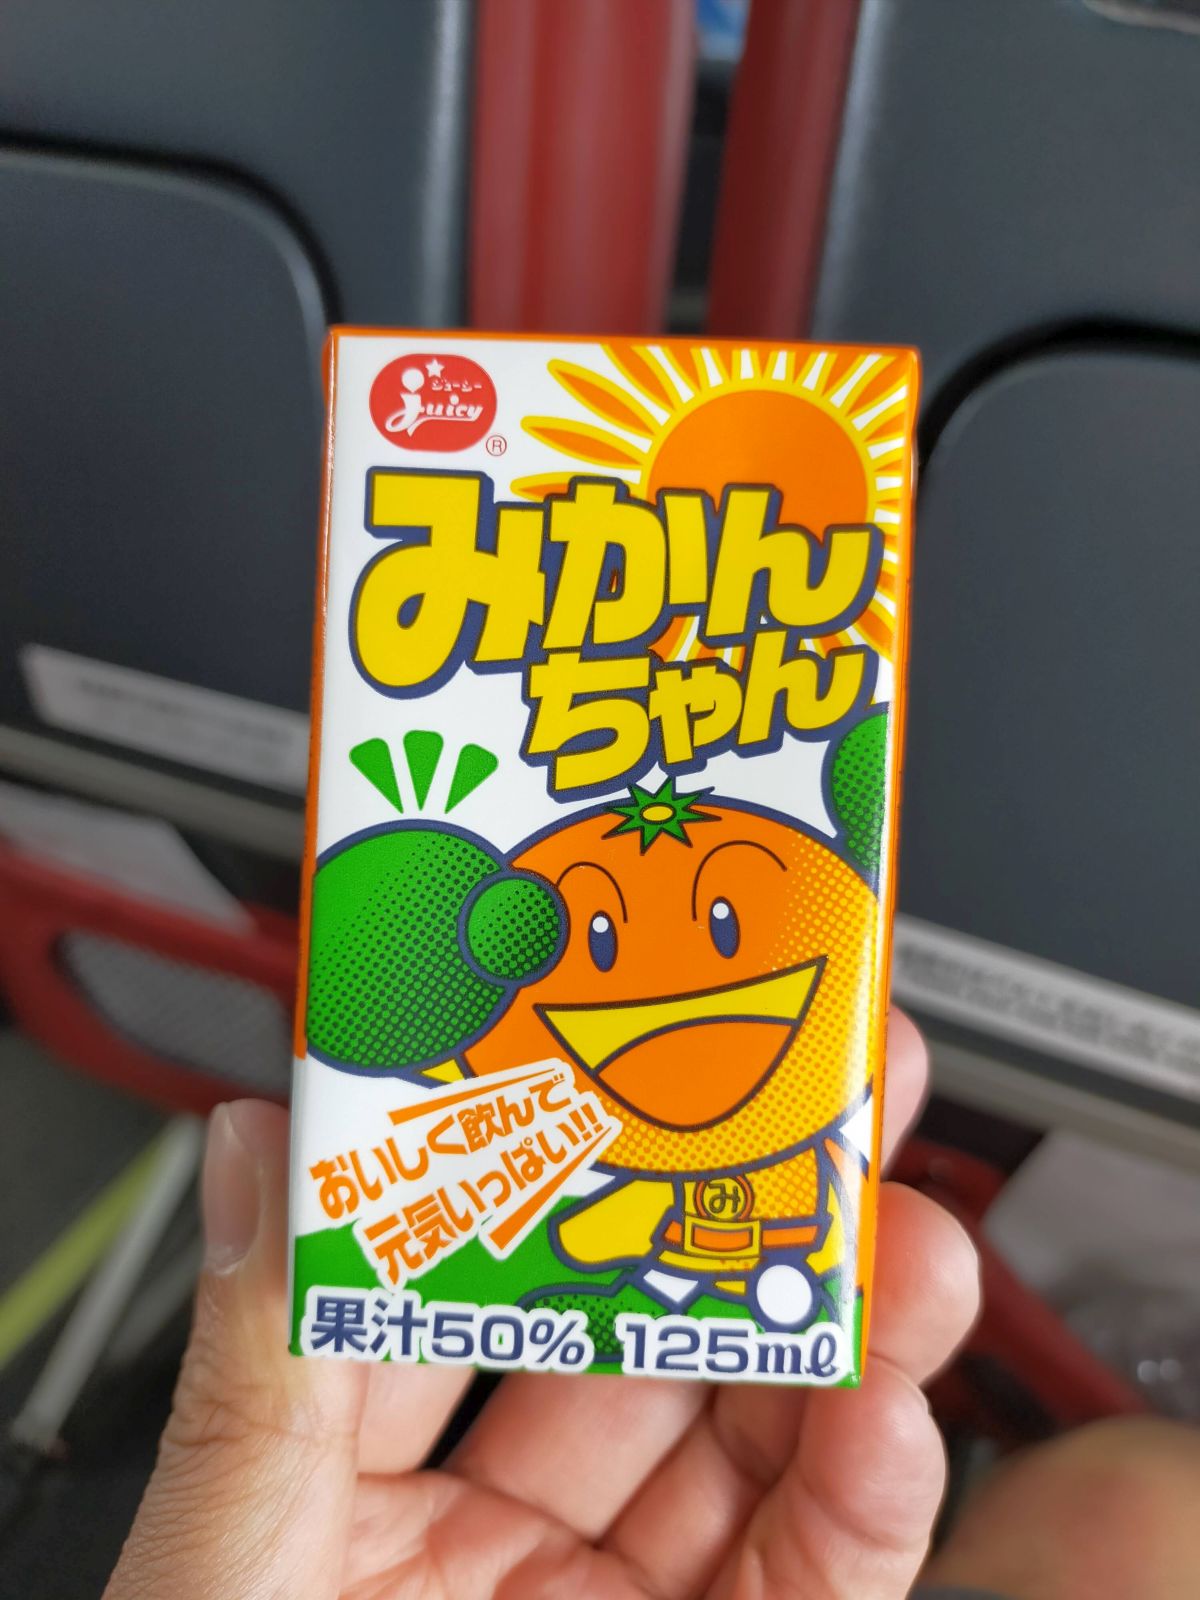 ジューシー
juicy
®
みかん
ちゃん
おいしく飲んで
元気いっぱい!!
み
果汁50% 125mℓ